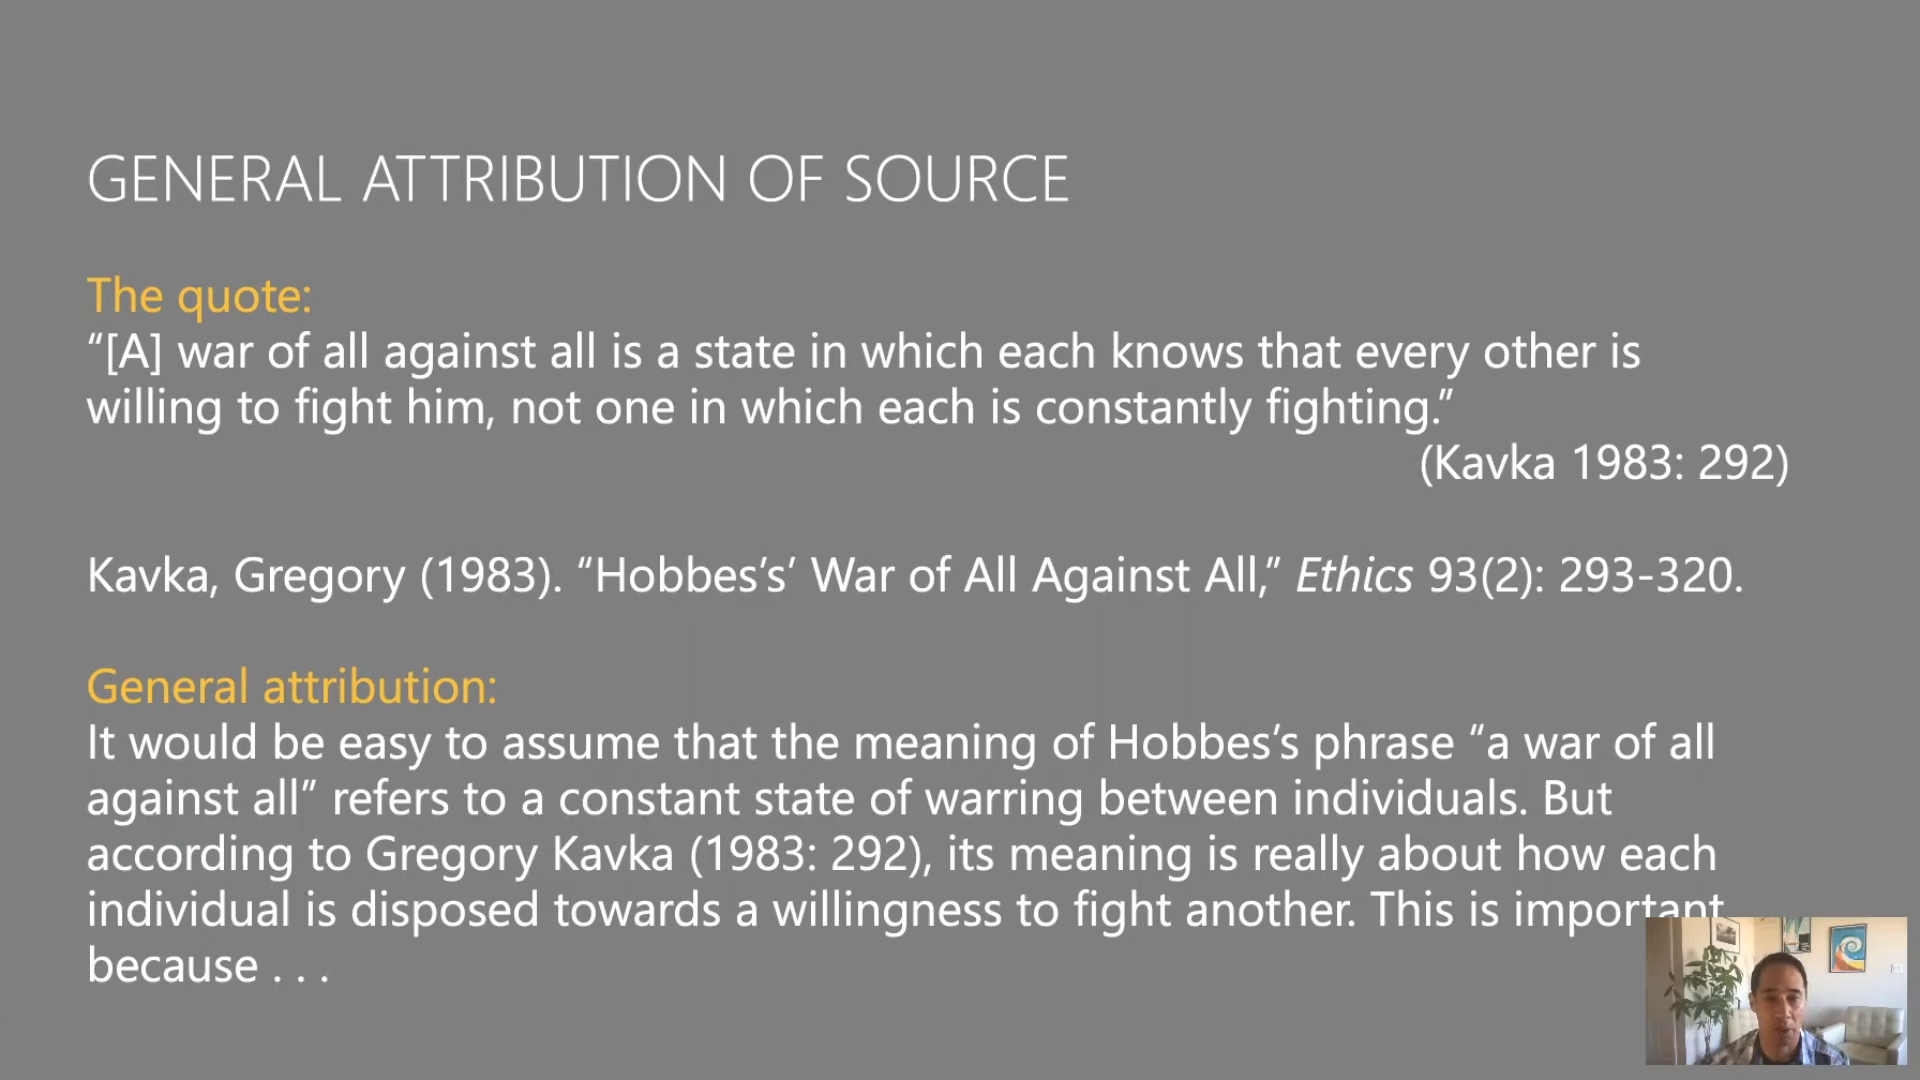 GENERAL ATTRIBUTION OF SOURCE
The quote:
“[A] war of all against all is a state in which each knows that every other is
willing to fight him, not one in which each is constantly fighting.”
(Kavka 1983: 292)
Kavka, Gregory (1983). “Hobbes’s’ War of All Against All,” Ethics 93(2): 293-320.
General attribution:
It would be easy to assume that the meaning of Hobbes’s phrase “a war of all
against all” refers to a constant state of warring between individuals. But
according to Gregory Kavka (1983: 292), its meaning is really about how each
individual is disposed towards a willingness to fight another. This is important
because . . .